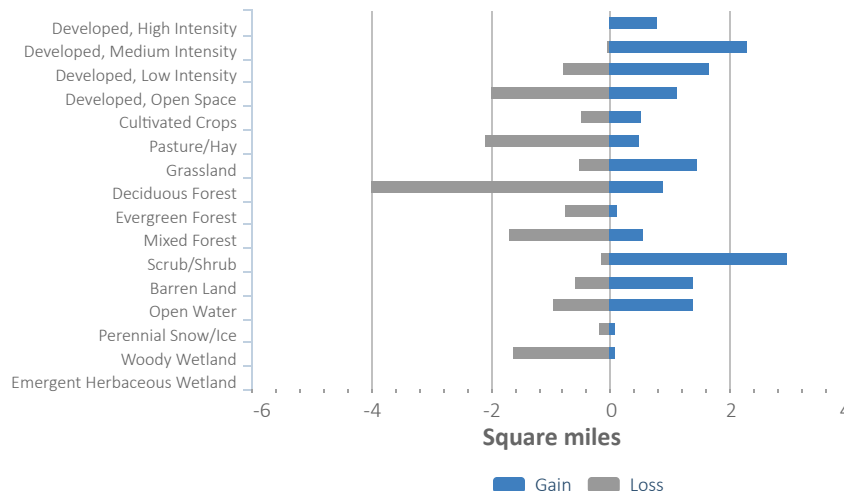 Developed, High Intensity
Developed, Medium Intensity
Developed, Low Intensity
Developed, Open Space
Cultivated Crops
Pasture/Hay
Grassland
Deciduous Forest
Evergreen Forest
Mixed Forest
Scrub/Shrub
Barren Land
Open Water
Perennial Snow/Ice
Woody Wetland
Emergent Herbaceous Wetland
-6 -4 -2 0 2 4
Square miles
Gain Loss